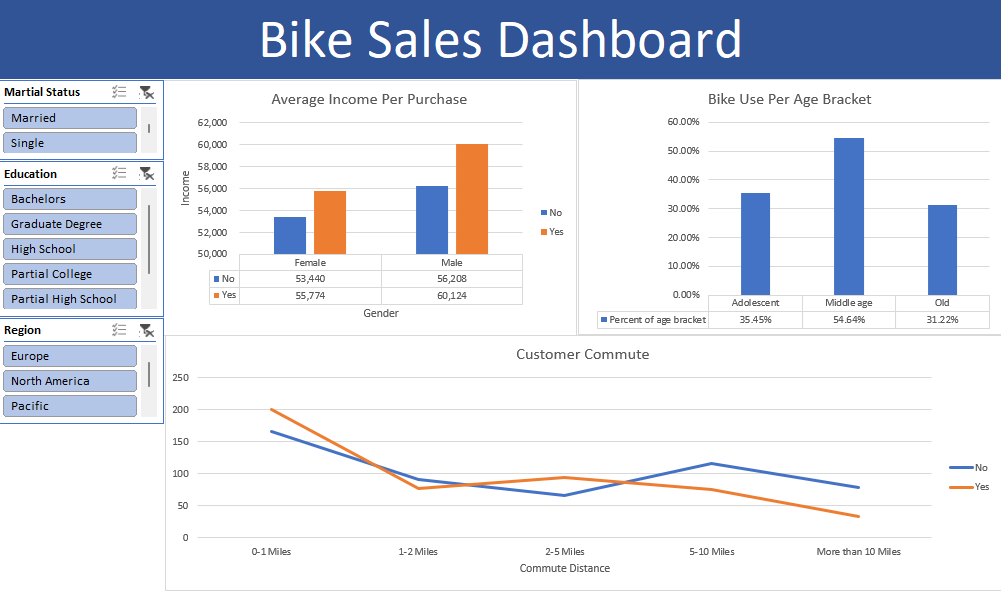 Bike Sales Dashboard
Martial Status
Married
Single
Education
Bachelors
Graduate Degree
High School
Partial College
Partial High School
Region
Europe
North America
Pacific
Average Income Per Purchase
62,000
60,000
58,000
56,000
54,000
52,000
50,000
Income
Female Male
No 53,440 56,208
Yes 55,774 60,124
Gender
No
Yes
Bike Use Per Age Bracket
60.00%
50.00%
40.00%
30.00%
20.00%
10.00%
0.00%
Adolescent Middle age Old
Percent of age bracket 35.45% 54.64% 31.22%
Customer Commute
250
200
150
100
50
0
0-1 Miles 1-2 Miles 2-5 Miles 5-10 Miles More than 10 Miles
Commute Distance
No
Yes